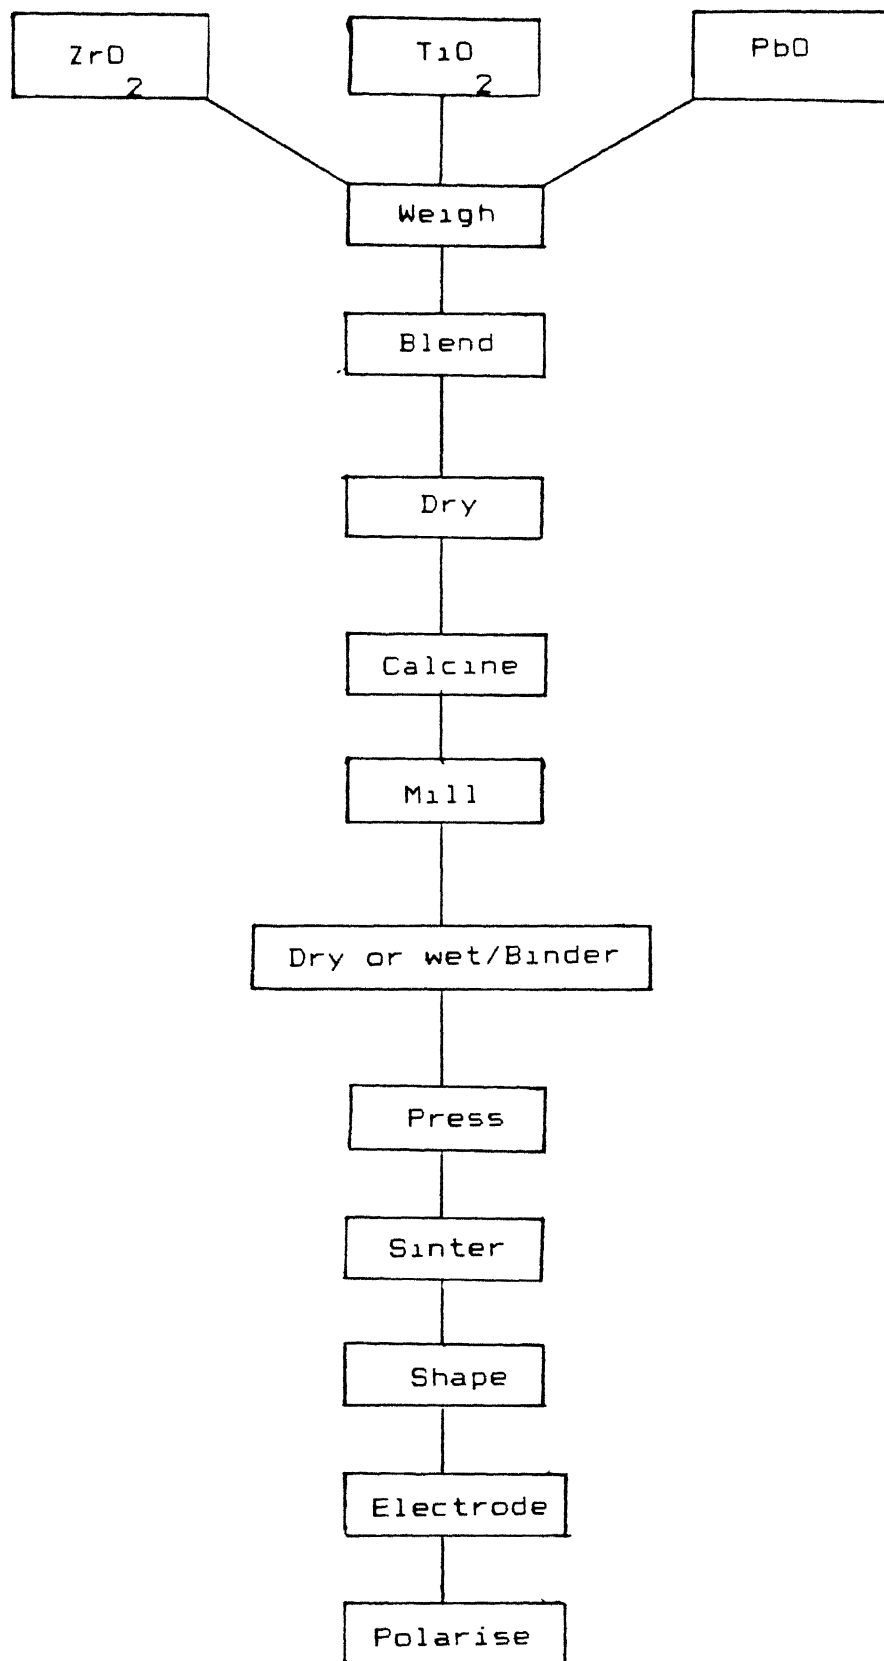 ZrO2
TiO2
PbO
Weigh
Blend
Dry
Calcine
Mill
Dry or wet/Binder
Press
Sinter
Shape
Electrode
Polarise